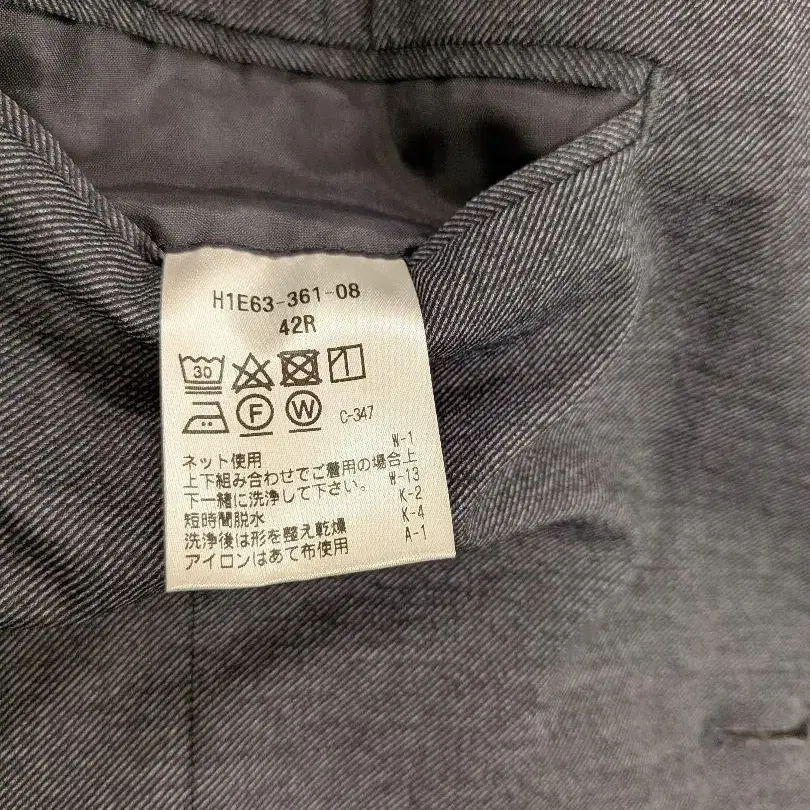 H1E63-361-08
42R
30
F W C-347
W-1
ネット使用
上下組み合わせでご着用の場合上 W-13
下一緒に洗浄して下さい。 K-2
短時間脱水 K-4
洗浄後は形を整え乾燥 A-1
アイロンはあて布使用